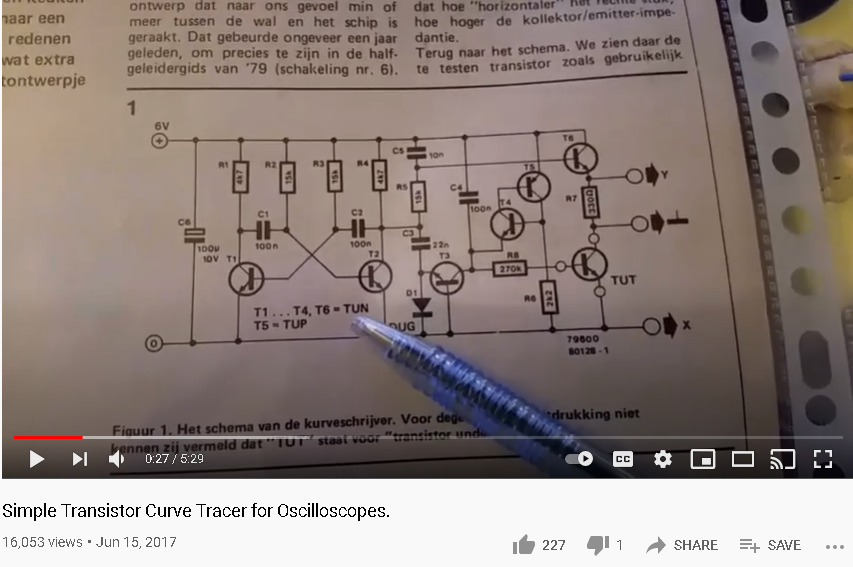 naar een
redenen
wat extra
tontwerpje
ontwerp dat naar ons gevoel min of
meer tussen de wal en het schip is
geraakt. Dat gebeurde ongeveer een jaar
geleden, om precies te zijn in de half-
geleidergids van '79 (schakeling nr. 6).
dat hoe "horizontaler" het rechte stuk,
hoe hoger de kollektor/emitter-impe-
dantie.
Terug naar het schema. We zien daar de
te testen transistor zoals gebruikelijk
1
6V
R1
4k7
R2
15k
R3
15k
R4
4k7
C5
10n
T6
T5
Y
R5
15k
C4
100n
T4
R7
330Ω
C6
100µ
10V
C1
100n
C2
100n
C3
22n
T1
T2
T3
R8
270k
TUT
D1
DUG
R6
2k2
X
0
T1 ... T4, T6 = TUN
T5 = TUP
79600
80128 - 1
Figuur 1. Het schema van de kurveschrijver. Voor dege drukking niet
kennen zij vermeld dat "TUT" staat voor "transistor unde
0:27 / 5:29
CC
Simple Transistor Curve Tracer for Oscilloscopes.
16,053 views • Jun 15, 2017
227
1
SHARE
SAVE